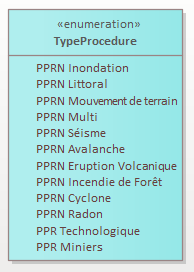 «enumeration»
TypeProcedure
PPRN Inondation
PPRN Littoral
PPRN Mouvement de terrain
PPRN Multi
PPRN Séisme
PPRN Avalanche
PPRN Eruption Volcanique
PPRN Incendie de Forêt
PPRN Cyclone
PPRN Radon
PPR Technologique
PPR Miniers